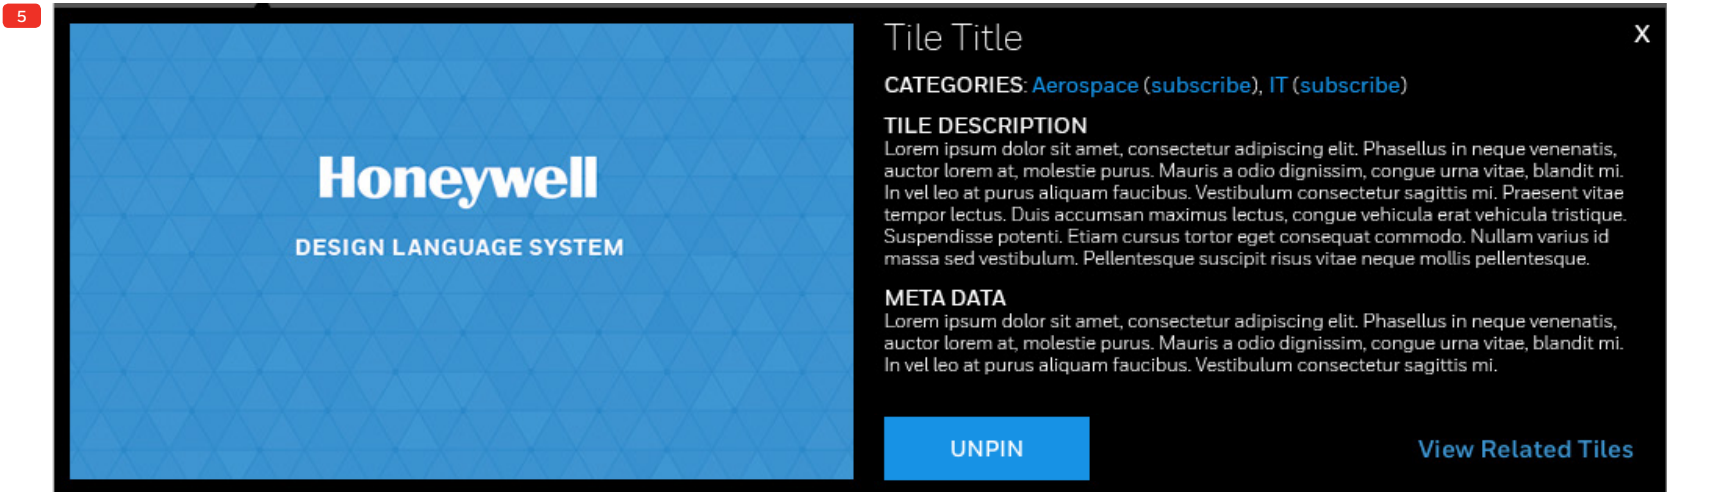 5
Honeywell
DESIGN LANGUAGE SYSTEM
Tile Title
X
CATEGORIES: Aerospace (subscribe), IT (subscribe)
TILE DESCRIPTION
Lorem ipsum dolor sit amet, consectetur adipiscing elit. Phasellus in neque venenatis,
auctor lorem at, molestie purus. Mauris a odio dignissim, congue urna vitae, blandit mi.
In vel leo at purus aliquam faucibus. Vestibulum consectetur sagittis mi. Praesent vitae
tempor lectus. Duis accumsan maximus lectus, congue vehicula erat vehicula tristique.
Suspendisse potenti. Etiam cursus tortor eget consequat commodo. Nullam varius id
massa sed vestibulum. Pellentesque suscipit risus vitae neque mollis pellentesque.
META DATA
Lorem ipsum dolor sit amet, consectetur adipiscing elit. Phasellus in neque venenatis,
auctor lorem at, molestie purus. Mauris a odio dignissim, congue urna vitae, blandit mi.
In vel leo at purus aliquam faucibus. Vestibulum consectetur sagittis mi.
UNPIN
View Related Tiles